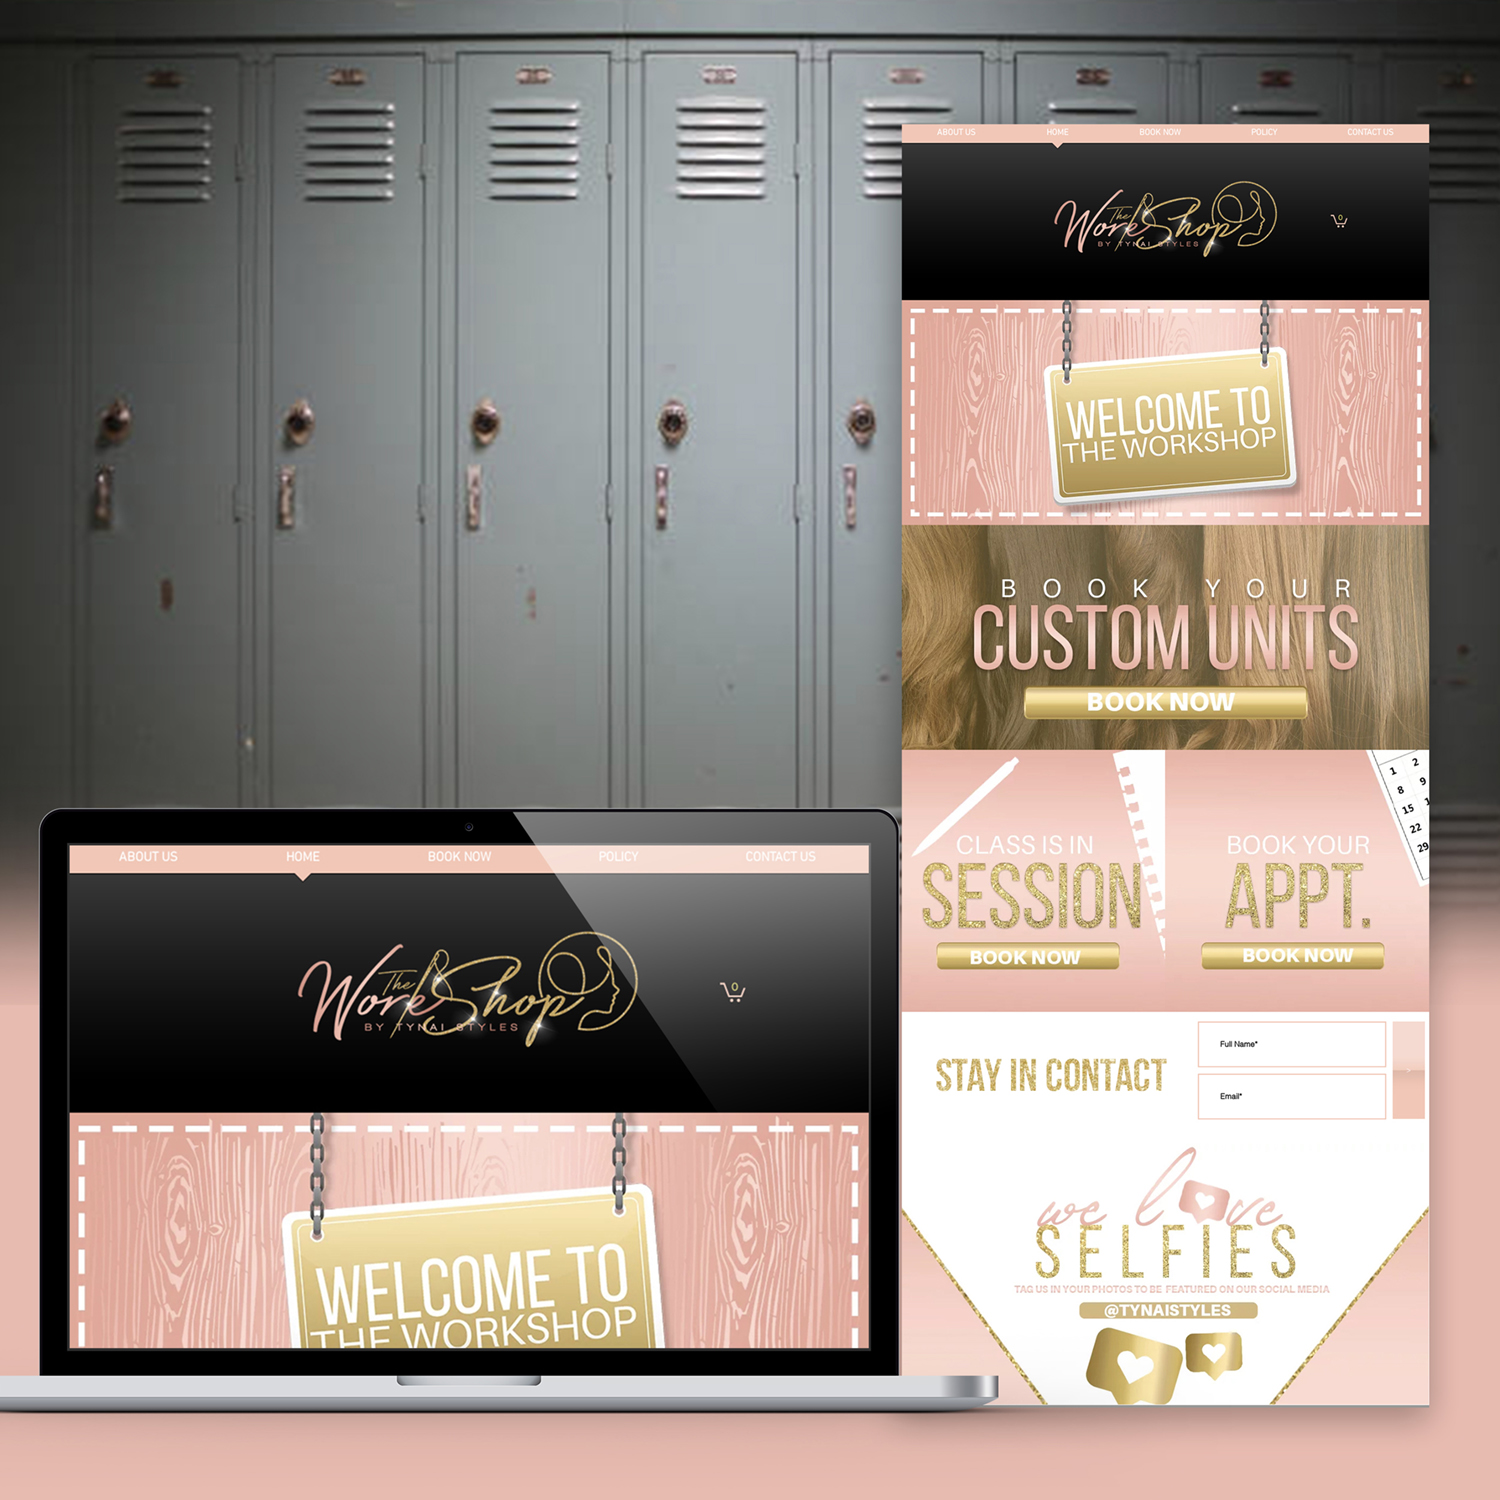 ABOUT US HOME BOOK NOW POLICY CONTACT US
The
WorkShop
BY TYNAI STYLES
0
WELCOME TO
THE WORKSHOP
BOOK YOUR
CUSTOM UNITS
BOOK NOW
CLASS IS IN
SESSION
BOOK NOW
BOOK YOUR
APPT.
BOOK NOW
1 2
8 9
15 1
22
29
STAY IN CONTACT
Full Name*
Email*
we love
SELFIES
TAG US IN YOUR PHOTOS TO BE FEATURED ON OUR SOCIAL MEDIA
@TYNAISTYLES
ABOUT US HOME BOOK NOW POLICY CONTACT US
The
WorkShop
BY TYNAI STYLES
0
WELCOME TO
THE WORKSHOP